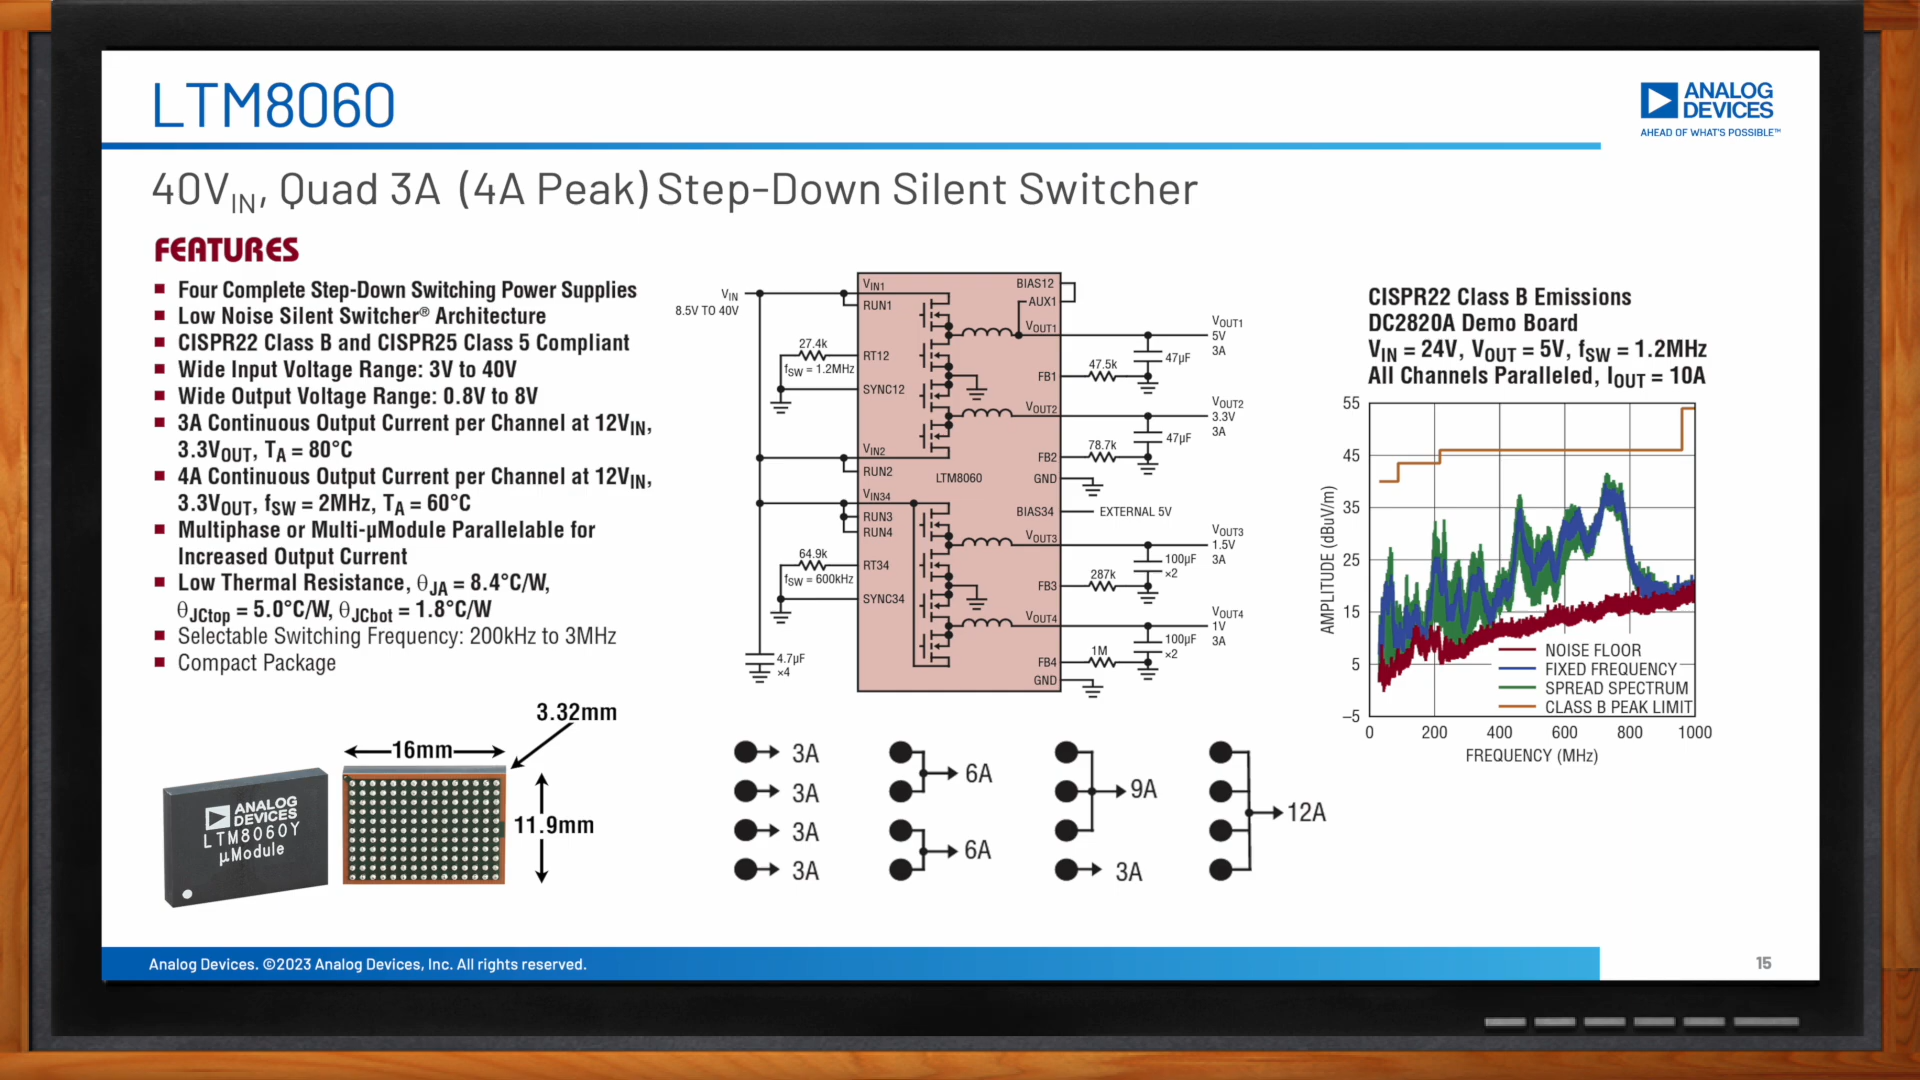 LTM8060
ANALOG
DEVICES
AHEAD OF WHAT'S POSSIBLE™
40VIN, Quad 3A (4A Peak) Step-Down Silent Switcher
FEATURES
Four Complete Step-Down Switching Power Supplies
Low Noise Silent Switcher® Architecture
CISPR22 Class B and CISPR25 Class 5 Compliant
Wide Input Voltage Range: 3V to 40V
Wide Output Voltage Range: 0.8V to 8V
3A Continuous Output Current per Channel at 12VIN,
3.3VOUT, TA = 80°C
4A Continuous Output Current per Channel at 12VIN,
3.3VOUT, fSW = 2MHz, TA = 60°C
Multiphase or Multi-µModule Parallelable for
Increased Output Current
Low Thermal Resistance, θJA = 8.4°C/W,
θJCtop = 5.0°C/W, θJCbot = 1.8°C/W
Selectable Switching Frequency: 200kHz to 3MHz
Compact Package
3.32mm
16mm
11.9mm
ANALOG
DEVICES
LTM8060Y
µModule
VIN
8.5V TO 40V
27.4k
fSW = 1.2MHz
64.9k
fSW = 600kHz
4.7µF
×4
VIN1
RUN1
RT12
SYNC12
VIN2
RUN2
VIN34
RUN3
RUN4
RT34
SYNC34
LTM8060
BIAS12
AUX1
VOUT1
FB1
VOUT2
FB2
GND
BIAS34
VOUT3
FB3
VOUT4
FB4
GND
VOUT1
5V
3A
47µF
47.5k
VOUT2
3.3V
3A
47µF
78.7k
EXTERNAL 5V
VOUT3
1.5V
3A
100µF
×2
287k
VOUT4
1V
3A
100µF
×2
1M
3A
3A
3A
3A
6A
6A
9A
3A
12A
CISPR22 Class B Emissions
DC2820A Demo Board
VIN = 24V, VOUT = 5V, fSW = 1.2MHz
All Channels Paralleled, IOUT = 10A
55
45
35
25
15
5
–5
AMPLITUDE (dBuV/m)
NOISE FLOOR
FIXED FREQUENCY
SPREAD SPECTRUM
CLASS B PEAK LIMIT
0 200 400 600 800 1000
FREQUENCY (MHz)
Analog Devices. ©2023 Analog Devices, Inc. All rights reserved.
15